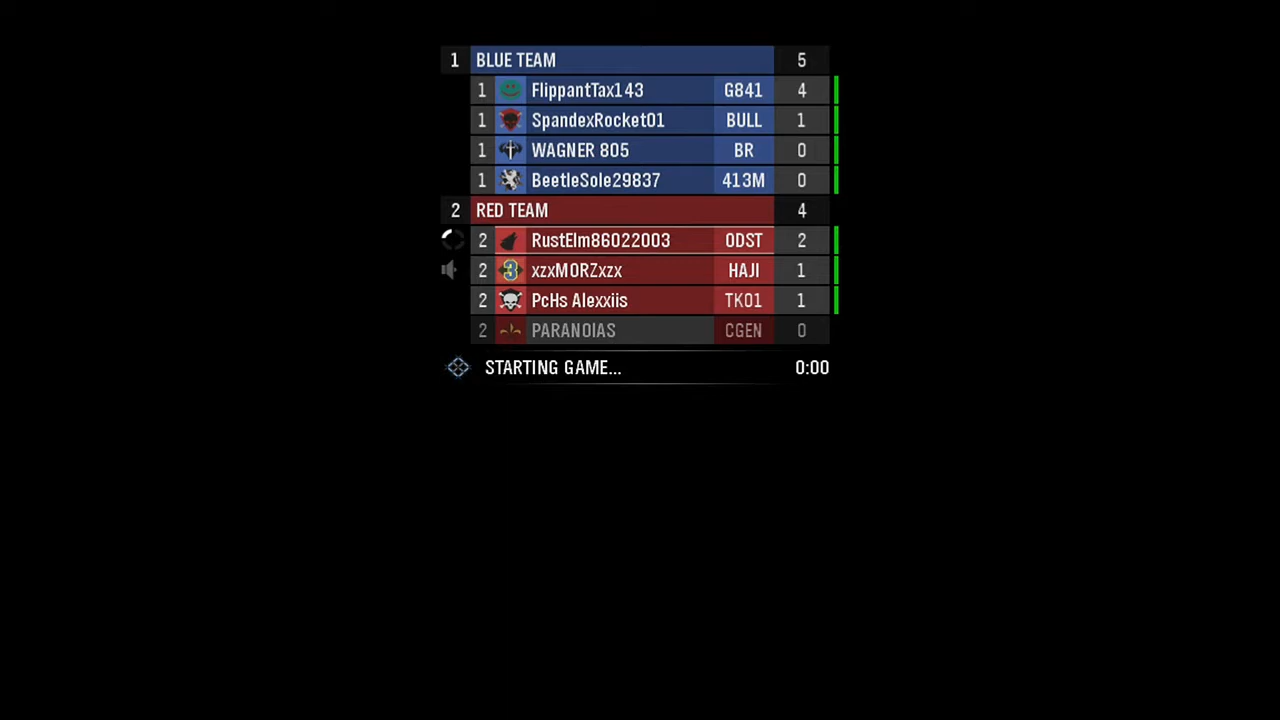 1 BLUE TEAM 5
1 FlippantTax143 G841 4
1 SpandexRocket01 BULL 1
1 WAGNER 805 BR 0
1 BeetleSole29837 413M 0
2 RED TEAM 4
2 RustElm86022003 ODST 2
2 3 xzxMORZxzx HAJI 1
2 PcHs Alexxiis TK01 1
2 PARANOIAS CGEN 0
STARTING GAME... 0:00